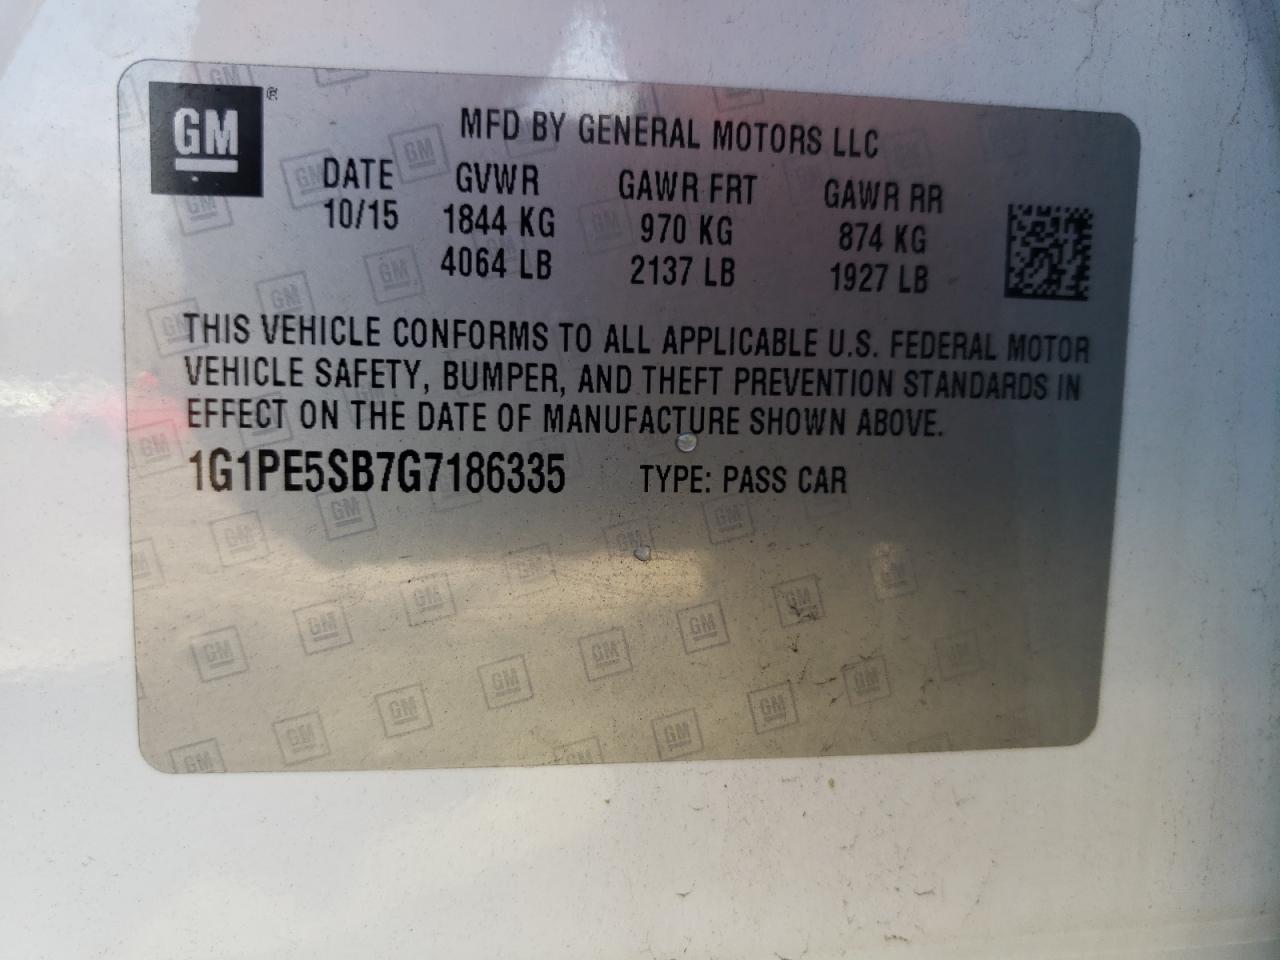 GM ®
MFD BY GENERAL MOTORS LLC
DATE GVWR GAWR FRT GAWR RR
10/15 1844 KG 970 KG 874 KG
4064 LB 2137 LB 1927 LB
THIS VEHICLE CONFORMS TO ALL APPLICABLE U.S. FEDERAL MOTOR
VEHICLE SAFETY, BUMPER, AND THEFT PREVENTION STANDARDS IN
EFFECT ON THE DATE OF MANUFACTURE SHOWN ABOVE.
1G1PE5SB7G7186335 TYPE: PASS CAR